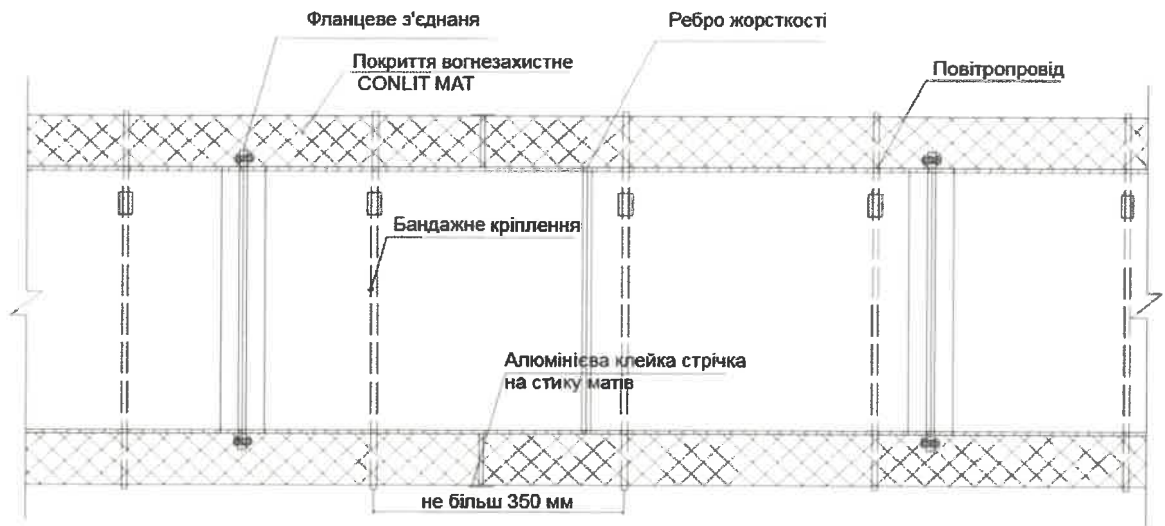 Фланцеве з'єднаня
Ребро жорсткості
Покриття вогнезахистне
CONLIT MAT
Повітропровід
Бандажне кріплення
Алюмінієва клейка стрічка
на стику матів
не більш 350 мм